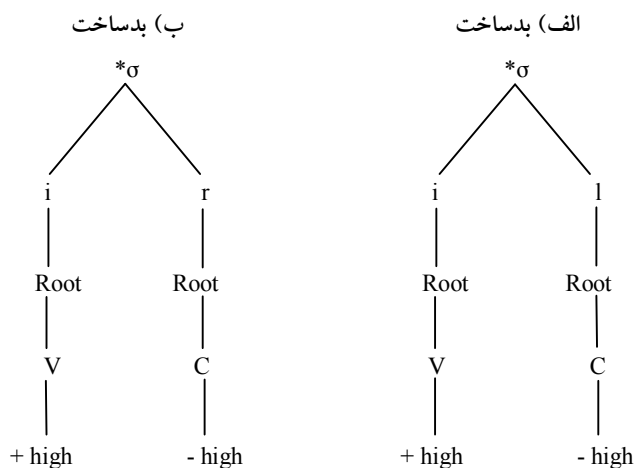 الف) بدساخت ب) بدساخت
*σ *σ
i r i l
Root Root Root Root
V C V C
+ high - high + high - high